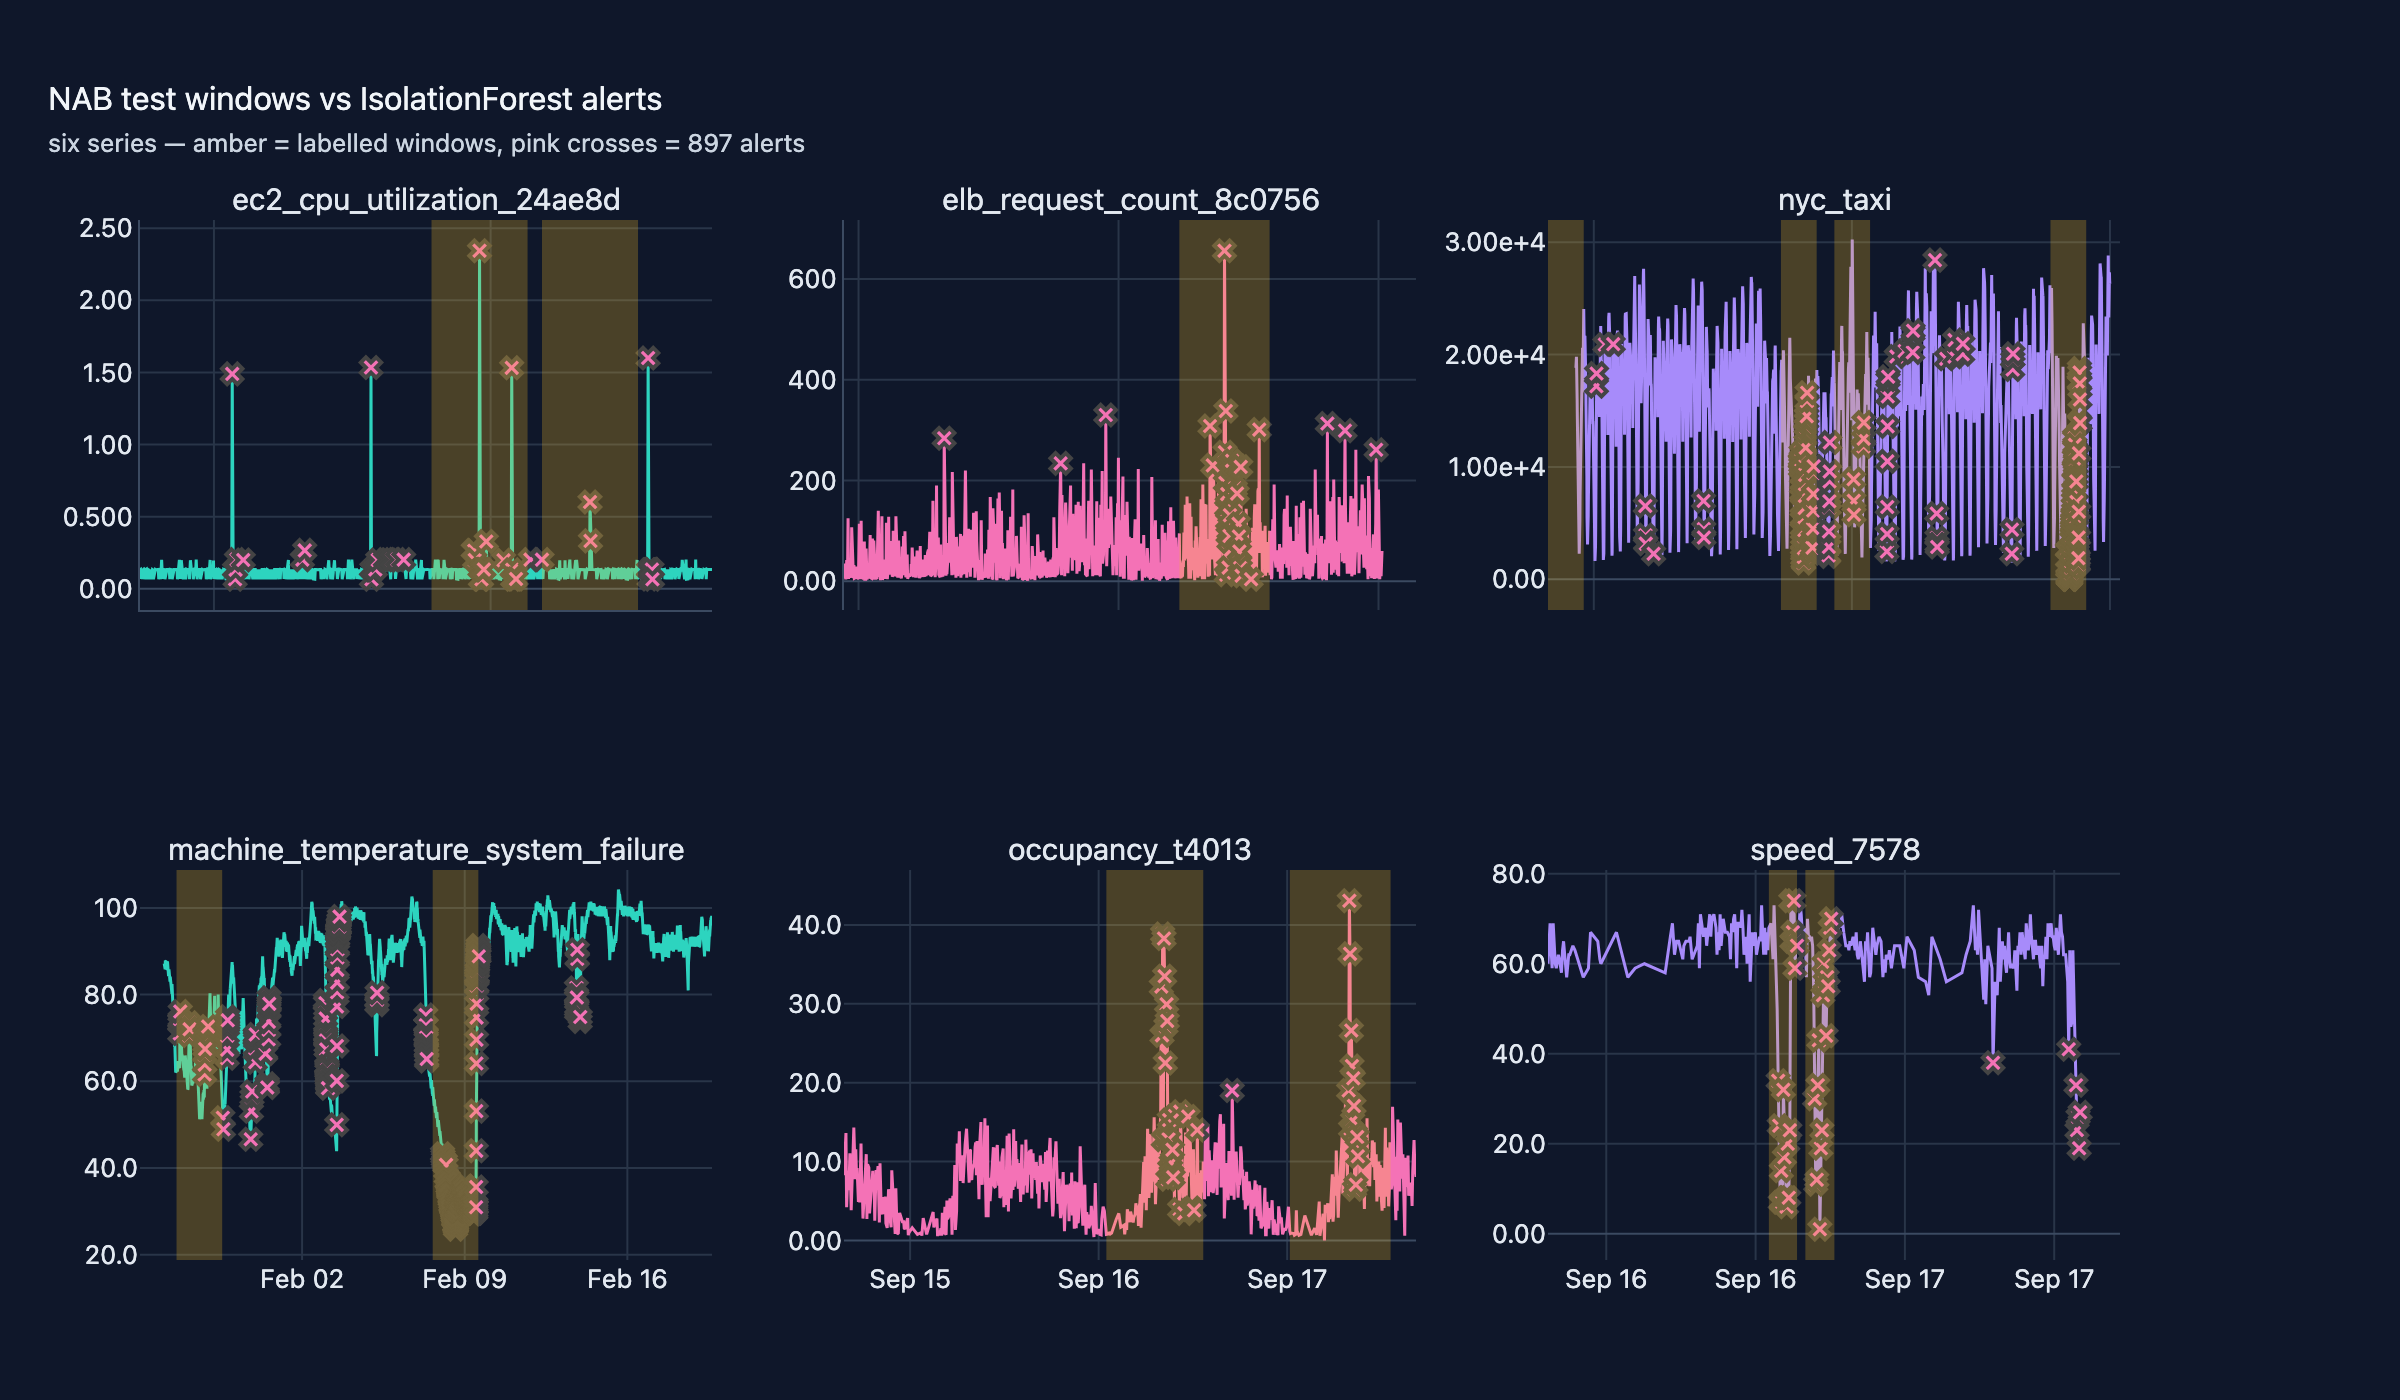 NAB test windows vs IsolationForest alerts
six series — amber = labelled windows, pink crosses = 897 alerts
ec2_cpu_utilization_24ae8d
2.50
2.00
1.50
1.00
0.500
0.00
elb_request_count_8c0756
600
400
200
0.00
nyc_taxi
3.00e+4
2.00e+4
1.00e+4
0.00
machine_temperature_system_failure
100
80.0
60.0
40.0
20.0
Feb 02 Feb 09 Feb 16
occupancy_t4013
40.0
30.0
20.0
10.0
0.00
Sep 15 Sep 16 Sep 17
speed_7578
80.0
60.0
40.0
20.0
0.00
Sep 16 Sep 16 Sep 17 Sep 17